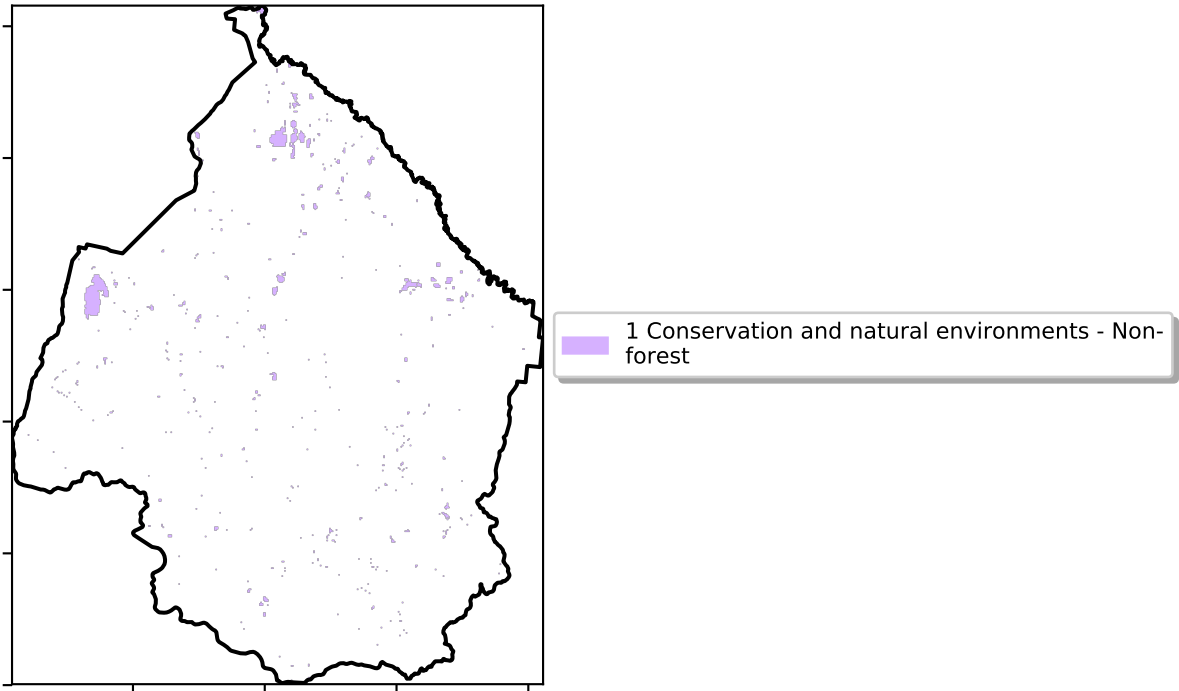 1 Conservation and natural environments - Non-
forest